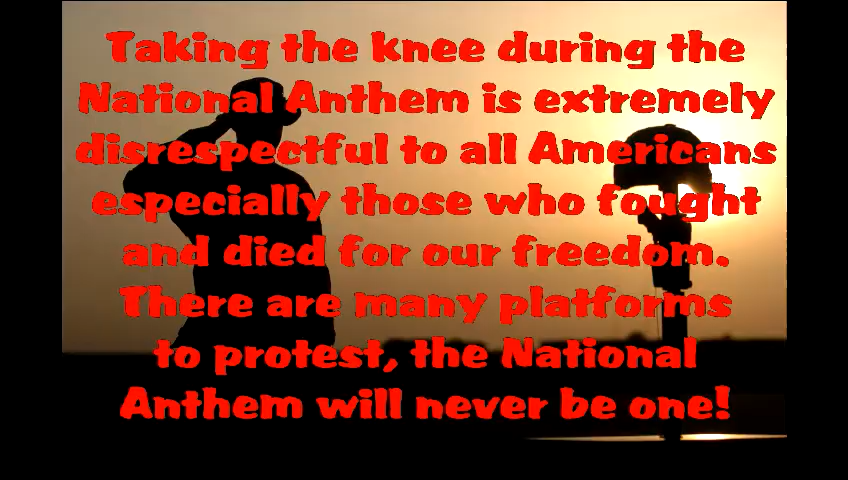 Taking the knee during the
National Anthem is extremely
disrespectful to all Americans
especially those who fought
and died for our freedom.
There are many platforms
to protest, the National
Anthem will never be one!